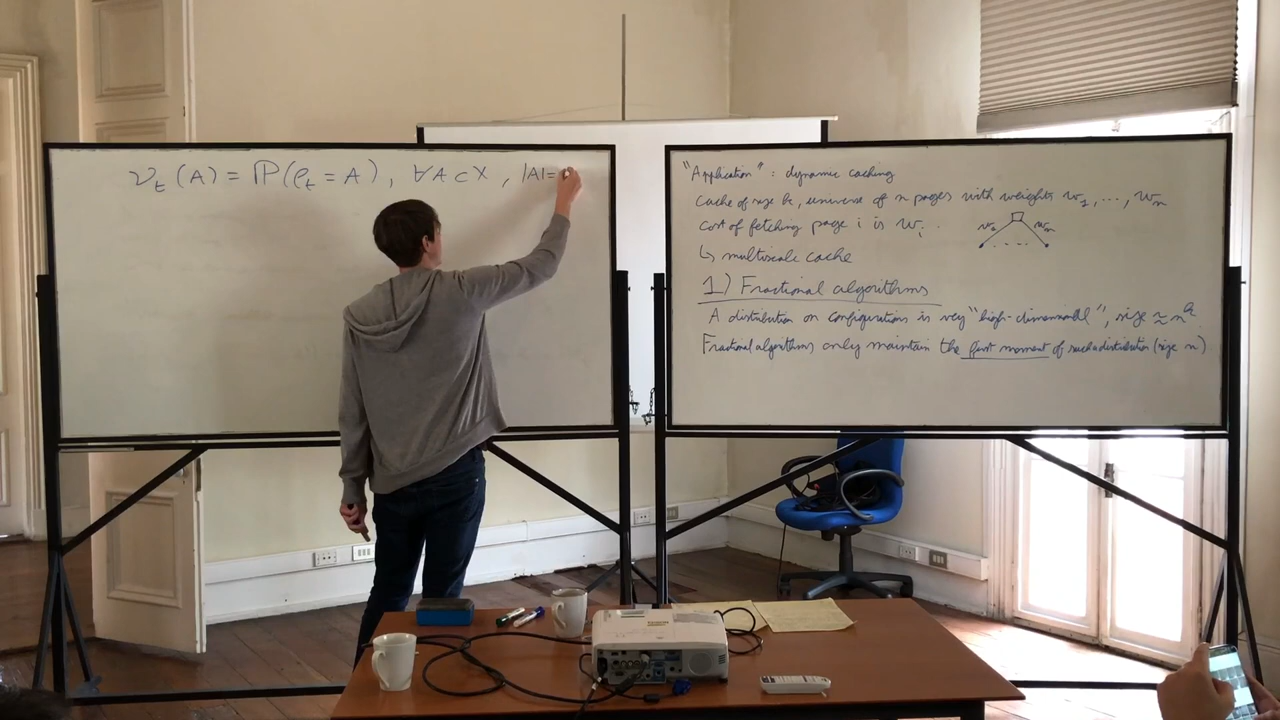 ν_t (A) = ℙ(ρ_t = A) , ∀A ⊂ X , |A|=
"Application" : dynamic caching
Cache of size k, universe of n pages with weights w_1, ..., w_n
cost of fetching page i is w_i.
w_1 w_n
↳ multiscale cache
1) Fractional algorithms
A distribution on configurations is very "high-dimensional", size ≈ n^k
Fractional algorithms only maintain the first moment of such a distribution (size n)